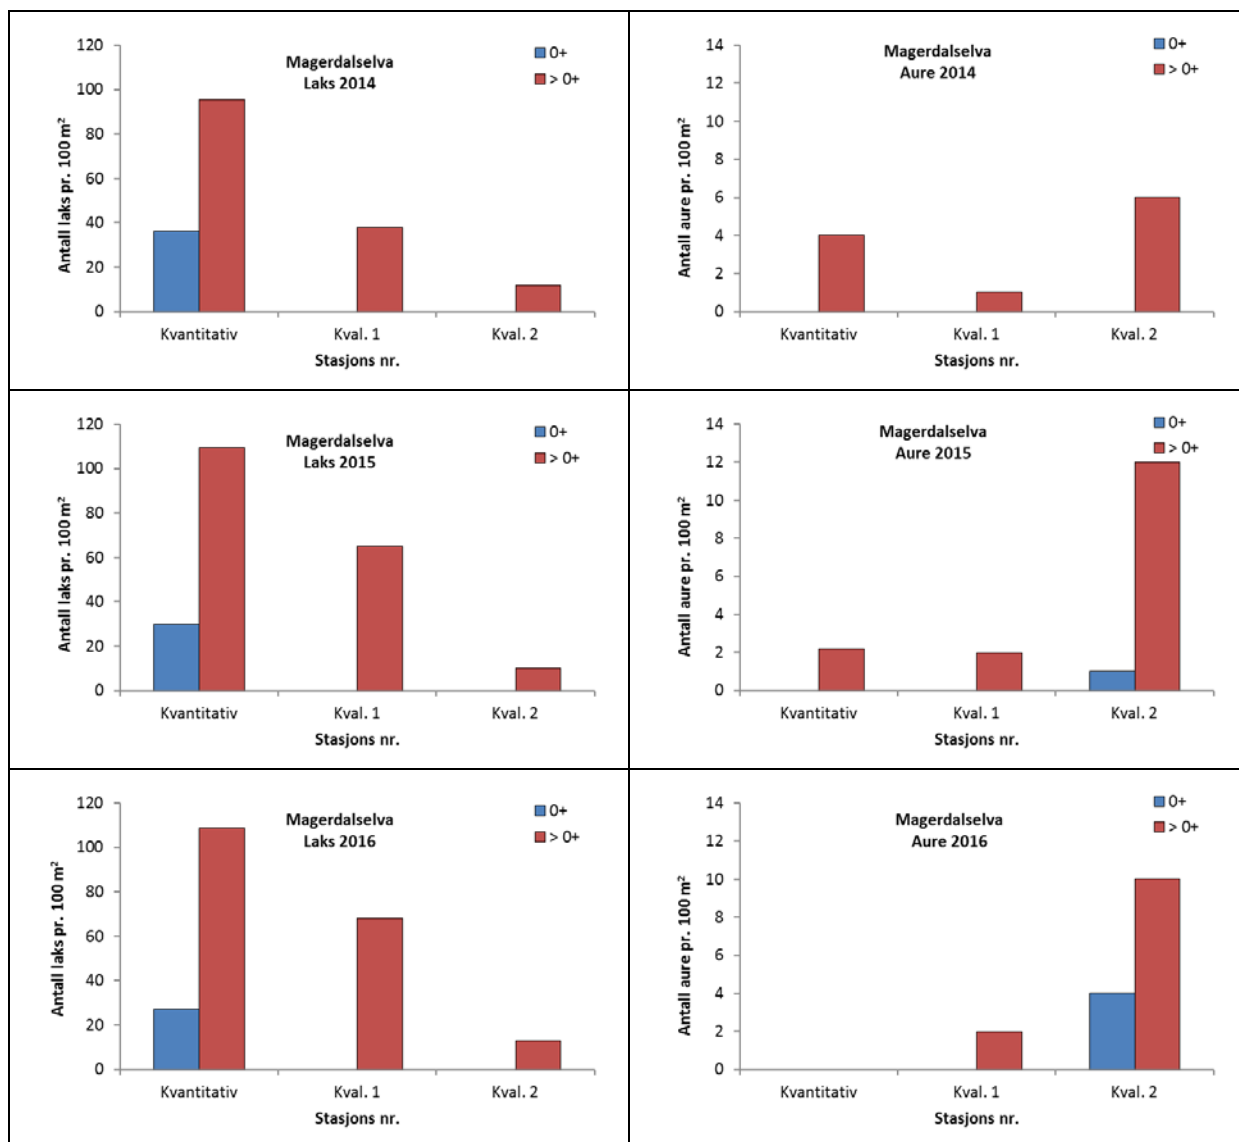 Magerdalselva
Laks 2014
0+
> 0+
Antall laks pr. 100 m²
120
100
80
60
40
20
0
Kvantitativ Kval. 1 Kval. 2
Stasjons nr.
Magerdalselva
Aure 2014
0+
> 0+
Antall aure pr. 100 m²
14
12
10
8
6
4
2
0
Kvantitativ Kval. 1 Kval. 2
Stasjons nr.
Magerdalselva
Laks 2015
0+
> 0+
Antall laks pr. 100 m²
120
100
80
60
40
20
0
Kvantitativ Kval. 1 Kval. 2
Stasjons nr.
Magerdalselva
Aure 2015
0+
> 0+
Antall aure pr. 100 m²
14
12
10
8
6
4
2
0
Kvantitativ Kval. 1 Kval. 2
Stasjons nr.
Magerdalselva
Laks 2016
0+
> 0+
Antall laks pr. 100 m²
120
100
80
60
40
20
0
Kvantitativ Kval. 1 Kval. 2
Stasjons nr.
Magerdalselva
Aure 2016
0+
> 0+
Antall aure pr. 100 m²
14
12
10
8
6
4
2
0
Kvantitativ Kval. 1 Kval. 2
Stasjons nr.